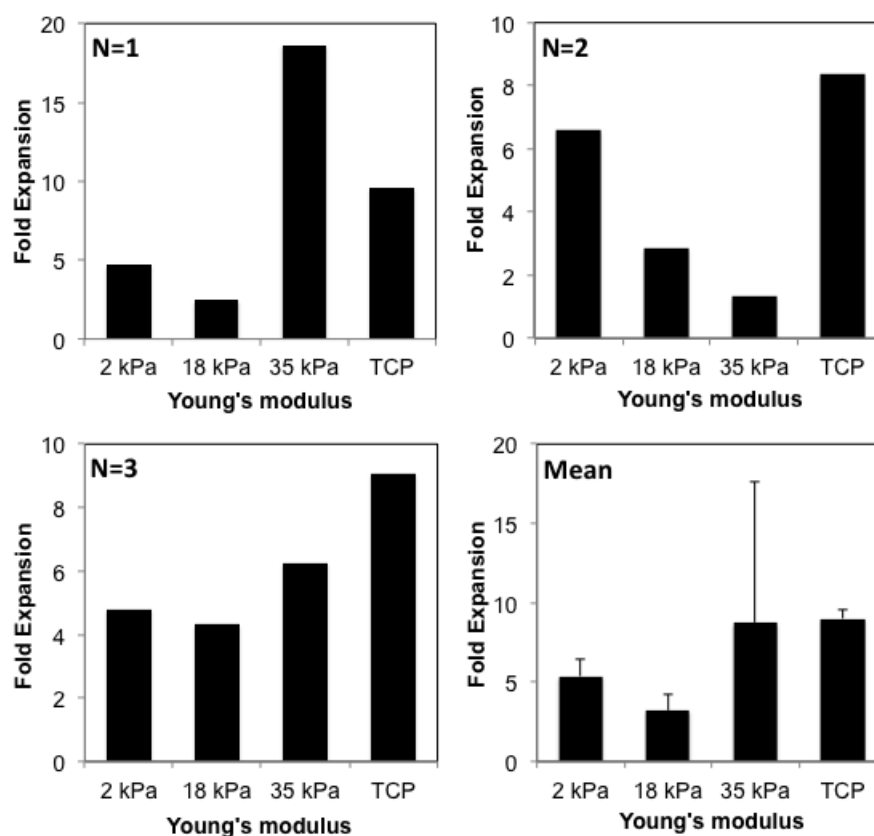 N=1
Fold Expansion
20
15
10
5
0
2 kPa 18 kPa 35 kPa TCP
Young's modulus
N=2
Fold Expansion
10
8
6
4
2
0
2 kPa 18 kPa 35 kPa TCP
Young's modulus
N=3
Fold Expansion
10
8
6
4
2
0
2 kPa 18 kPa 35 kPa TCP
Young's modulus
Mean
Fold Expansion
20
15
10
5
0
2 kPa 18 kPa 35 kPa TCP
Young's modulus